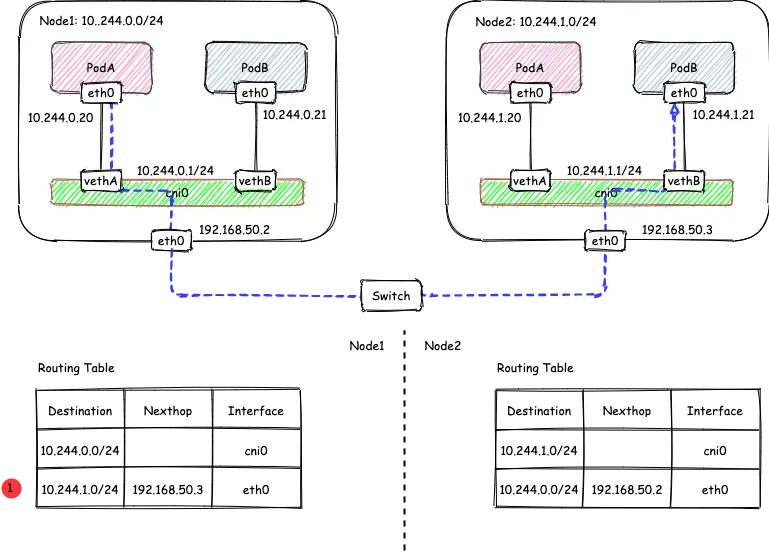 Node1: 10..244.0.0/24
PodA
PodB
eth0
eth0
10.244.0.20
10.244.0.21
10.244.0.1/24
vethA
vethB
cni0
192.168.50.2
eth0
Node2: 10.244.1.0/24
PodA
PodB
eth0
eth0
10.244.1.20
10.244.1.21
10.244.1.1/24
vethA
vethB
cni0
192.168.50.3
eth0
Switch
Node1
Node2
Routing Table
Destination Nexthop Interface
10.244.0.0/24 cni0
1 10.244.1.0/24 192.168.50.3 eth0
Routing Table
Destination Nexthop Interface
10.244.1.0/24 cni0
10.244.0.0/24 192.168.50.2 eth0